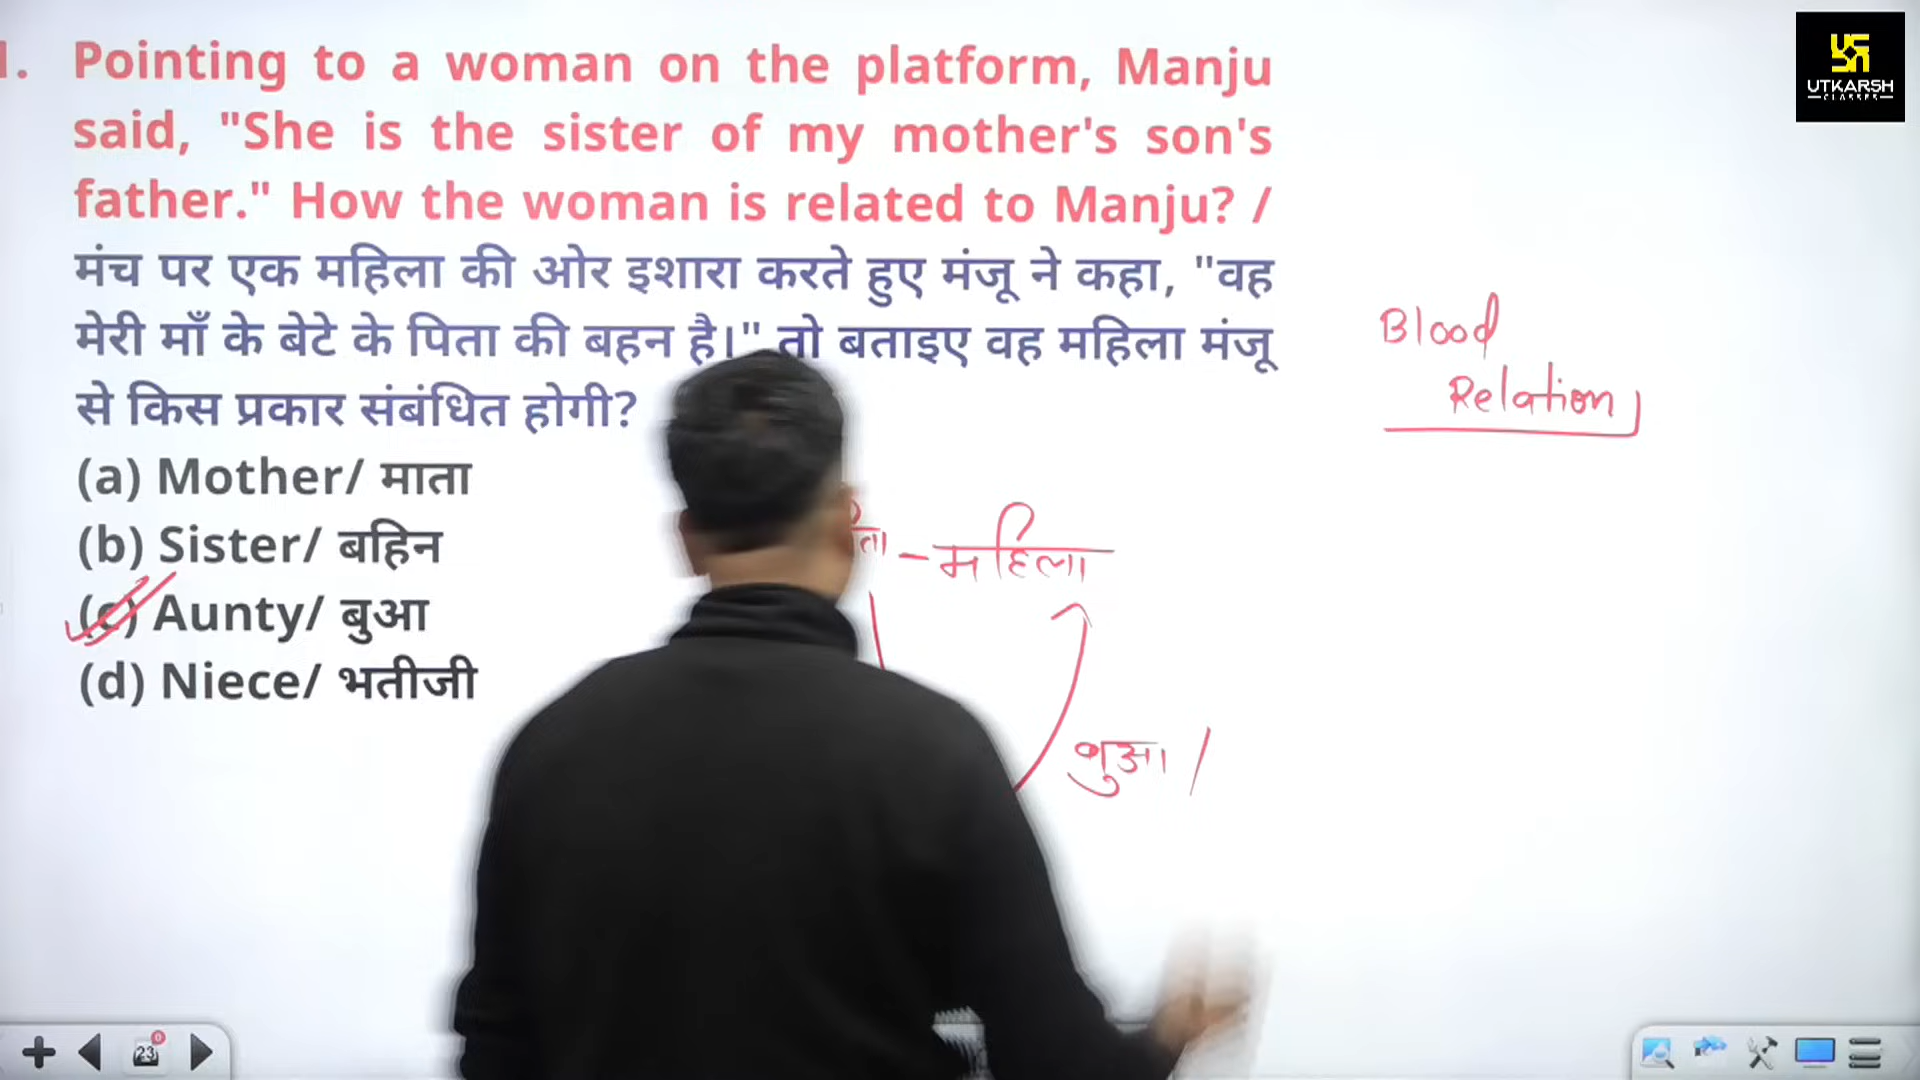 1. Pointing to a woman on the platform, Manju
said, "She is the sister of my mother's son's
father." How the woman is related to Manju? /
मंच पर एक महिला की ओर इशारा करते हुए मंजू ने कहा, "वह
मेरी माँ के बेटे के पिता की बहन है।" तो बताइए वह महिला मंजू
से किस प्रकार संबंधित होगी?
(a) Mother/ माता
(b) Sister/ बहिन
(c) Aunty/ बुआ
(d) Niece/ भतीजी
UTKARSH
CLASSES
Blood
Relation
– महिला
बुआ /
23
0